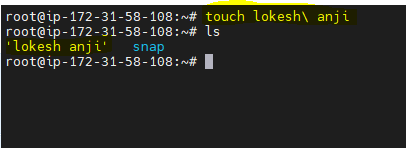 root@ip-172-31-58-108:~# touch lokesh\ anji
root@ip-172-31-58-108:~# ls
'lokesh anji'   snap
root@ip-172-31-58-108:~#